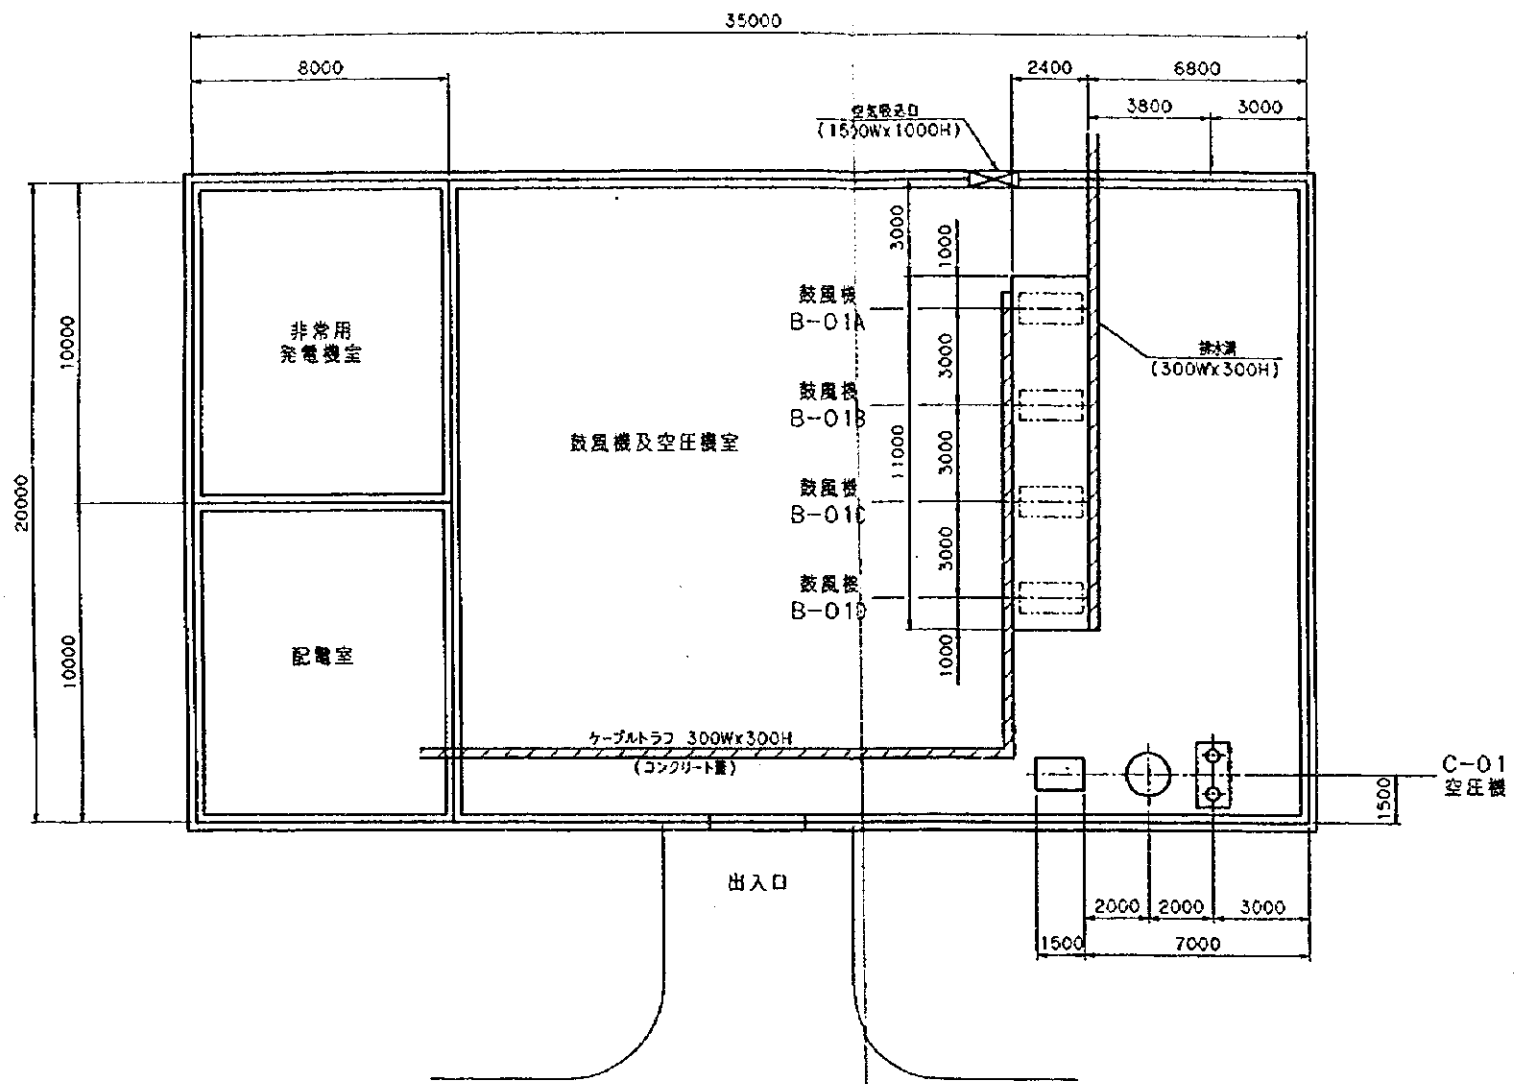 35000
8000
2400
6800
3800
3000
空気吸込口
(1500Wx1000H)
3000
1000
鼓風機
B-01A
非常用
発電機室
10000
3000
排水溝
(300Wx300H)
鼓風機
B-01B
鼓風機及空圧機室
11000
3000
20000
鼓風機
B-01C
3000
鼓風機
B-01D
配電室
10000
1000
ケーブルトラフ 300Wx300H
(コンクリート蓋)
C-01
空圧機
1500
出入口
2000
2000
3000
1500
7000